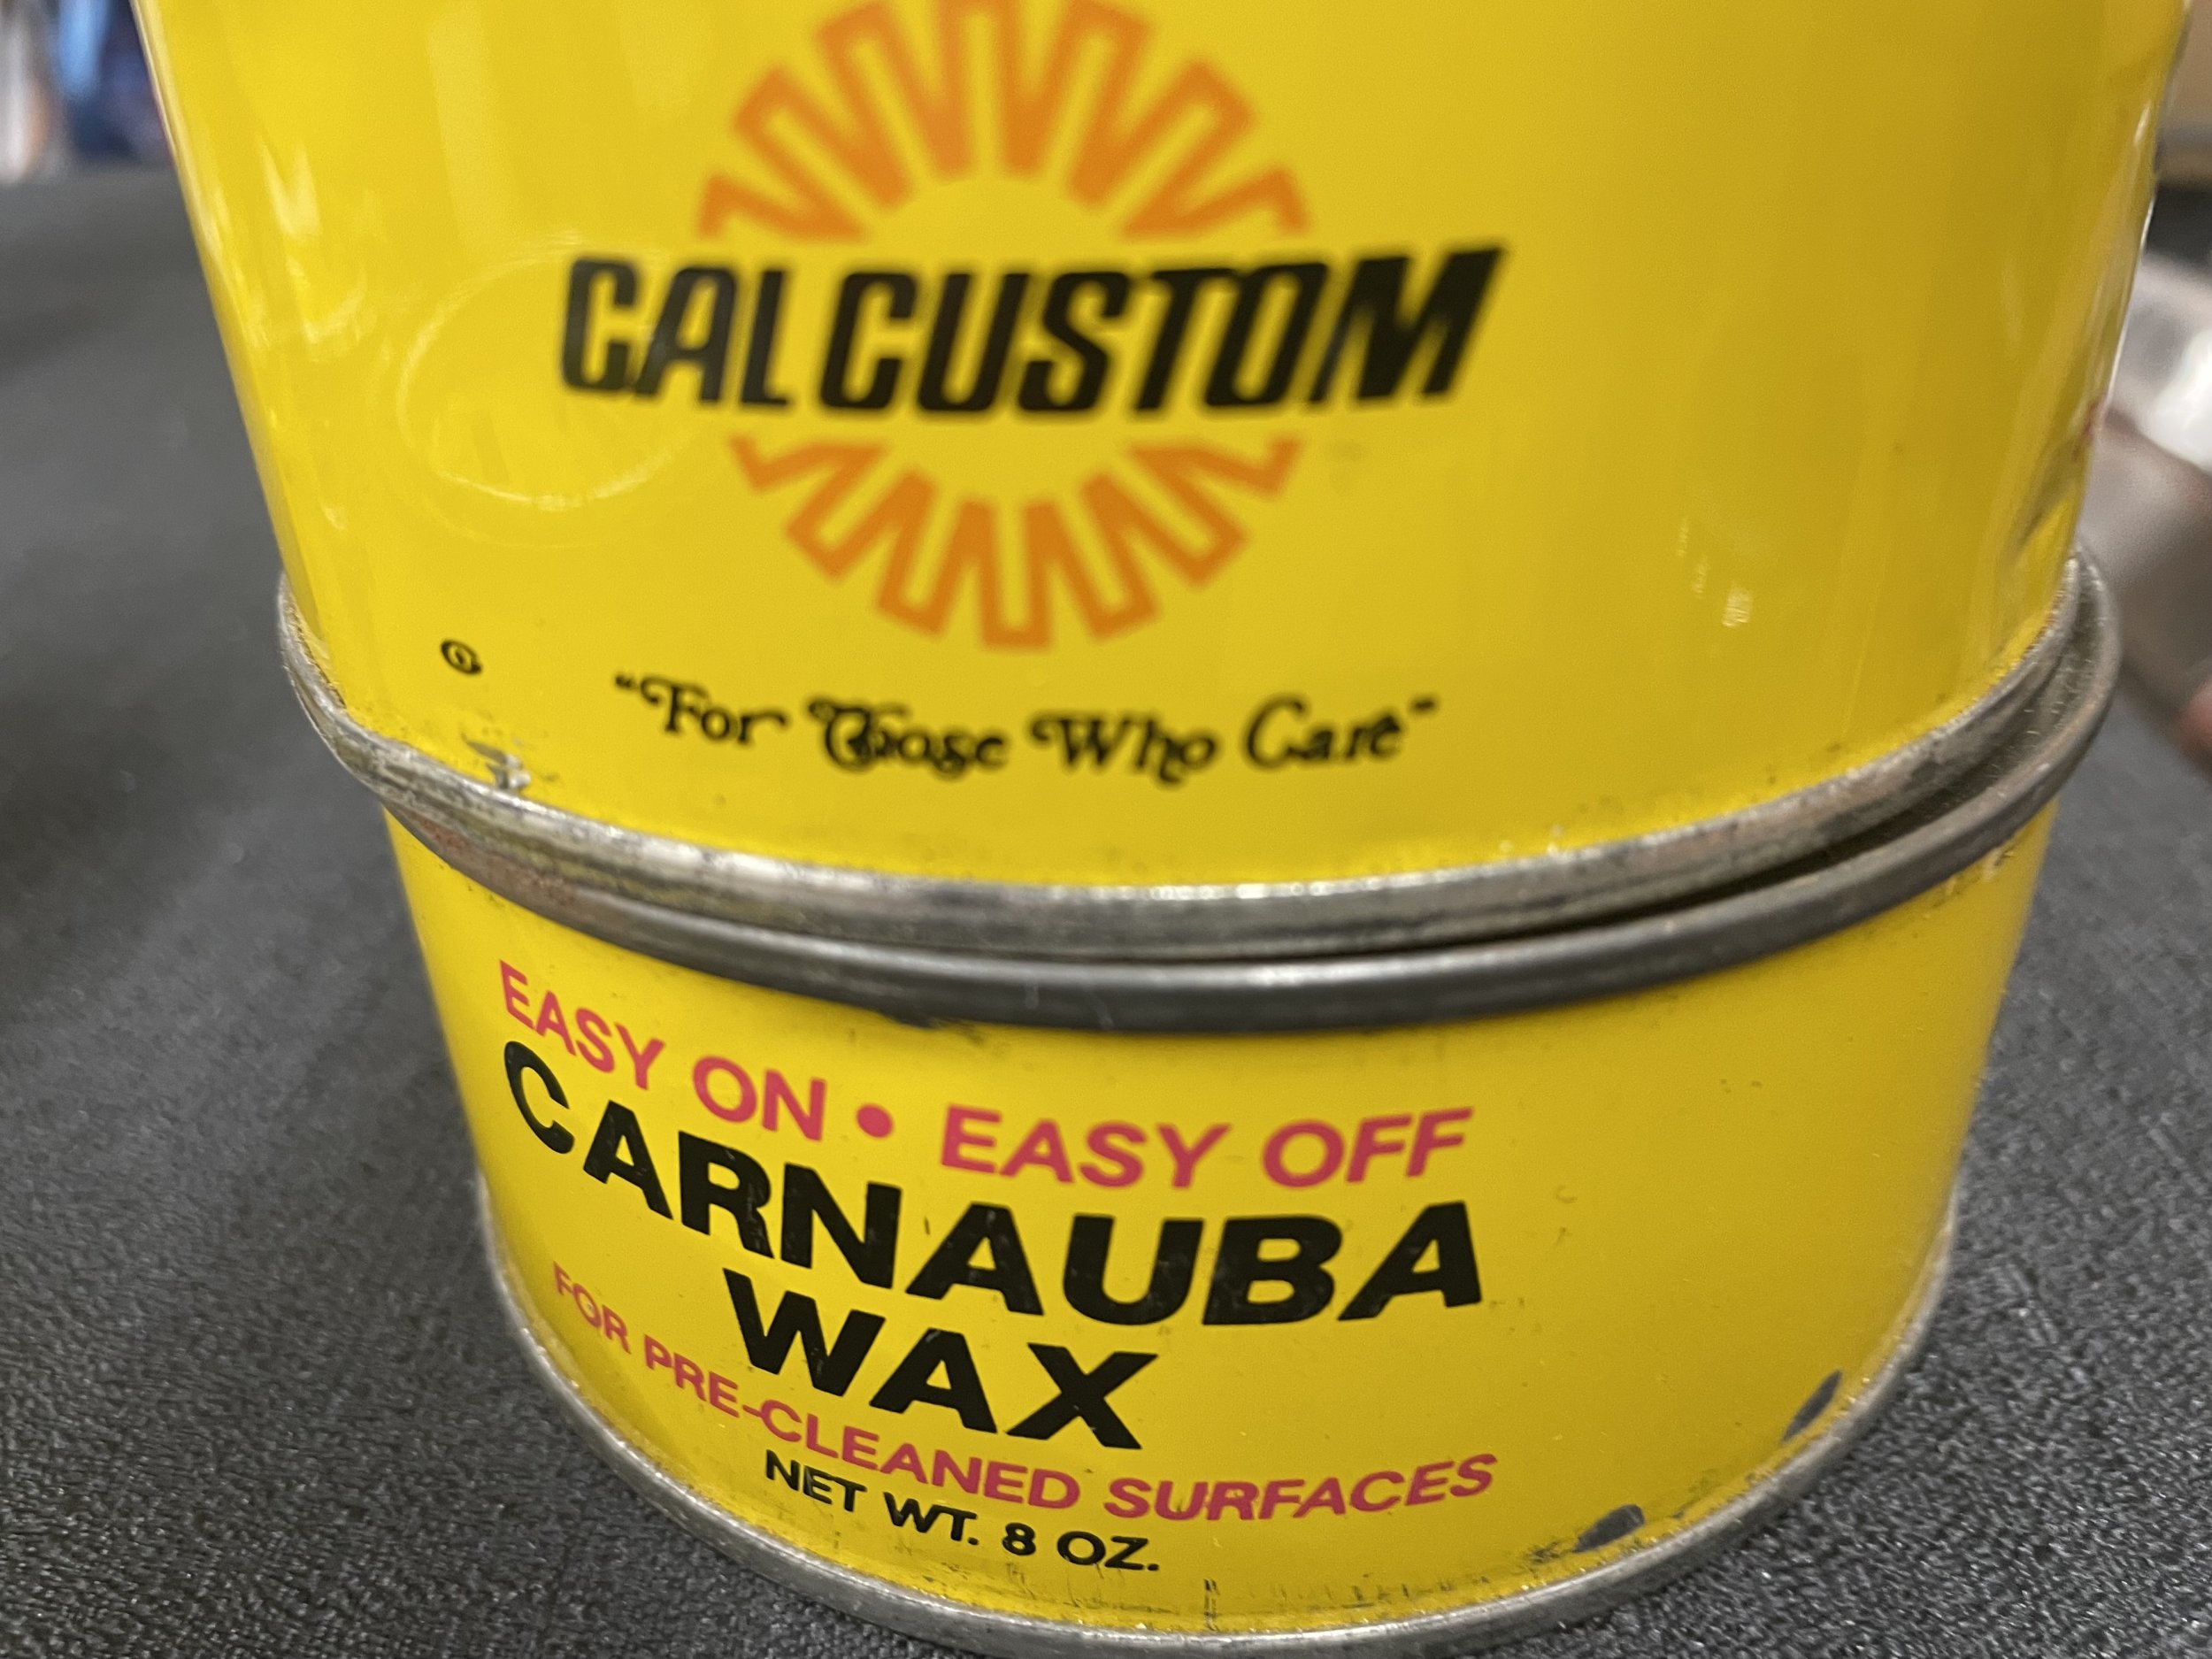 CAL CUSTOM
"For Those Who Care"
EASY ON • EASY OFF
CARNAUBA
WAX
FOR PRE-CLEANED SURFACES
NET WT. 8 OZ.